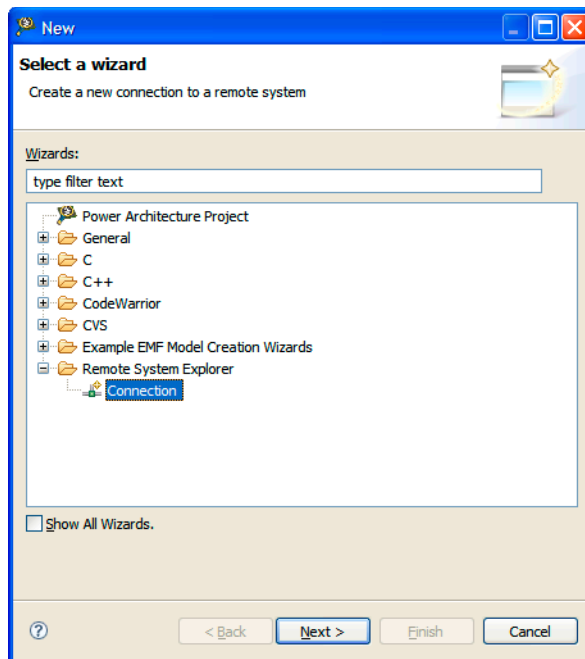 New
Select a wizard
Create a new connection to a remote system
Wizards:
type filter text
Power Architecture Project
General
C
C++
CodeWarrior
CVS
Example EMF Model Creation Wizards
Remote System Explorer
Connection
Show All Wizards.
< Back Next > Finish Cancel